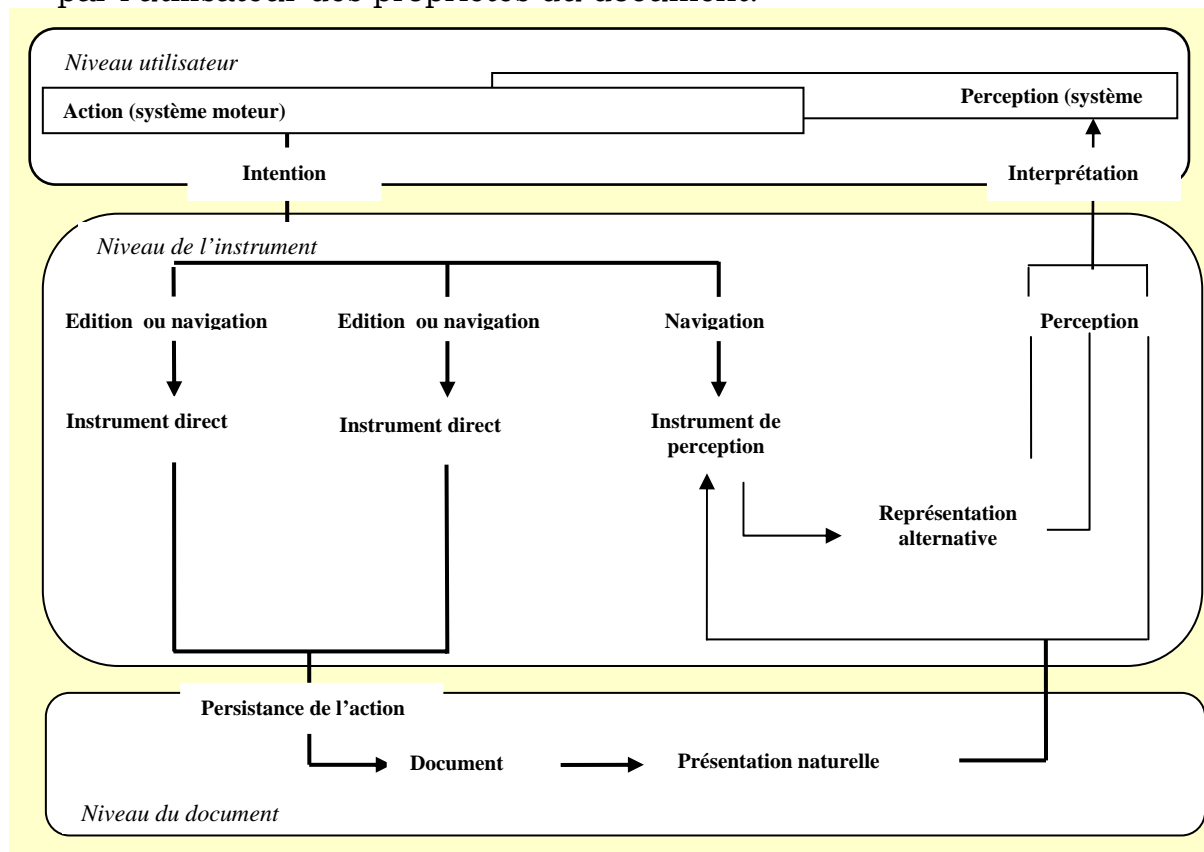 par l'utilisateur des propriétés du document.
Niveau utilisateur
Action (système moteur)
Perception (système
Intention
Interprétation
Niveau de l'instrument
Edition ou navigation
Edition ou navigation
Navigation
Perception
Instrument direct
Instrument direct
Instrument de
perception
Représentation
alternative
Persistance de l'action
Document
Présentation naturelle
Niveau du document